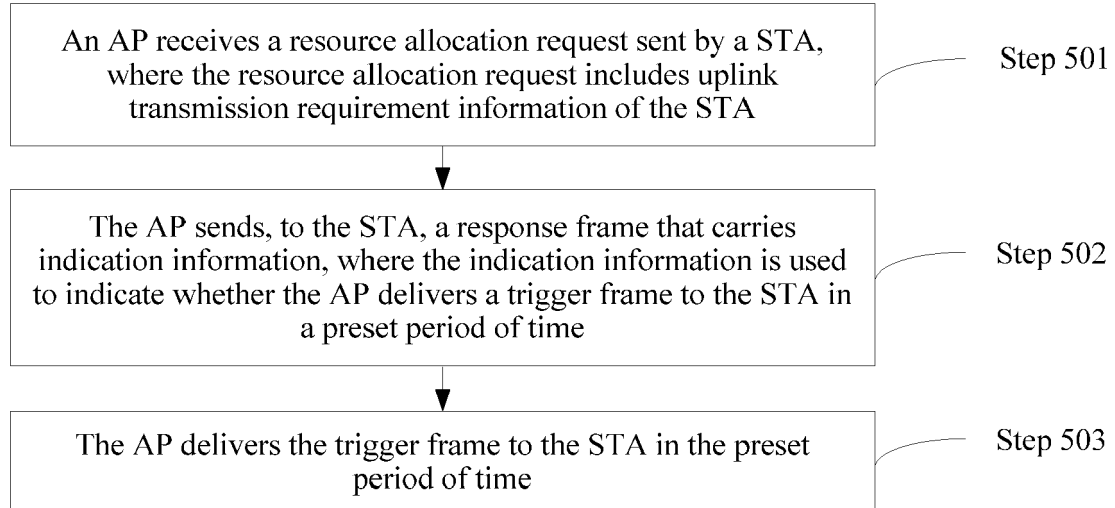 An AP receives a resource allocation request sent by a STA,
where the resource allocation request includes uplink
transmission requirement information of the STA
Step 501
The AP sends, to the STA, a response frame that carries
indication information, where the indication information is used
to indicate whether the AP delivers a trigger frame to the STA in
a preset period of time
Step 502
The AP delivers the trigger frame to the STA in the preset
period of time
Step 503